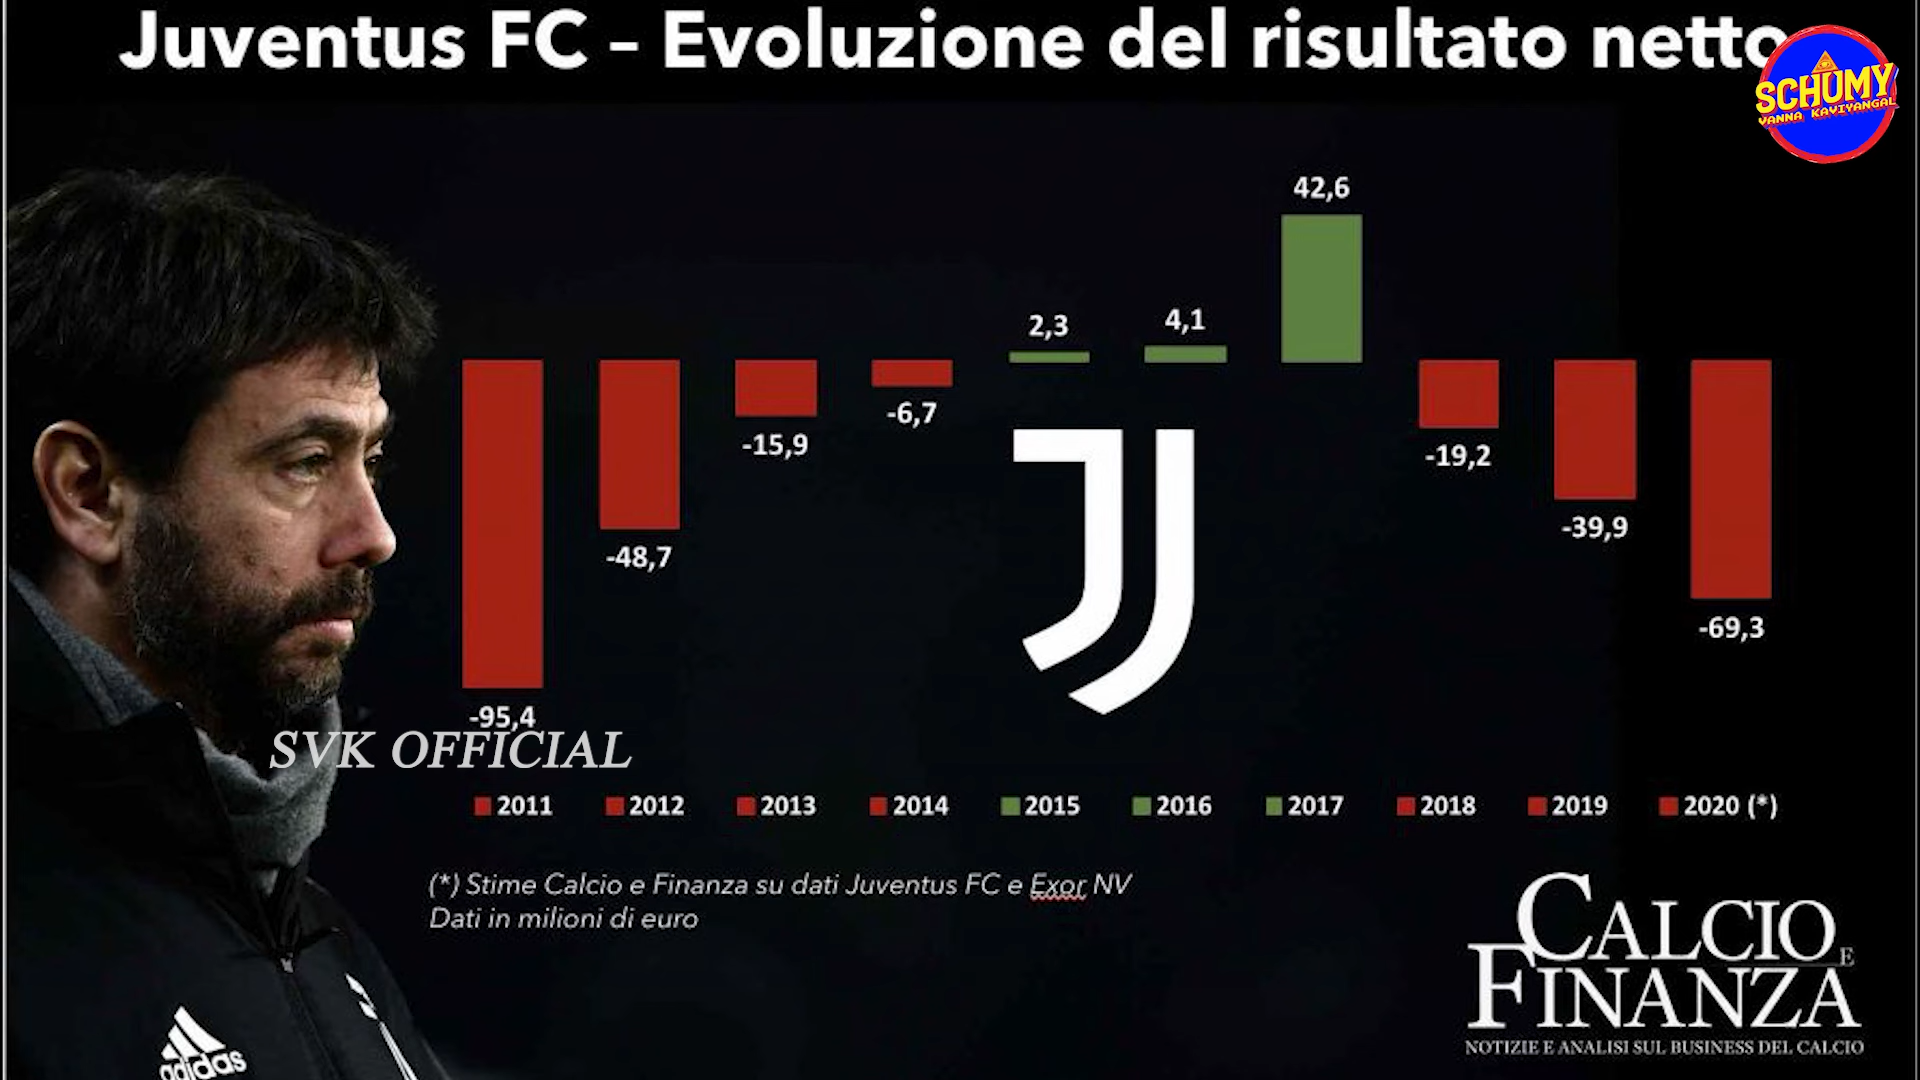 Juventus FC – Evoluzione del risultato netto
SCHUMY
VANNA KAVIYANGAL
42,6
2,3
4,1
-6,7
-15,9
-19,2
-39,9
-48,7
-69,3
-95,4
SVK OFFICIAL
2011 2012 2013 2014 2015 2016 2017 2018 2019 2020 (*)
(*) Stime Calcio e Finanza su dati Juventus FC e Exor NV
Dati in milioni di euro
CALCIO E
FINANZA
NOTIZIE E ANALISI SUL BUSINESS DEL CALCIO
adidas